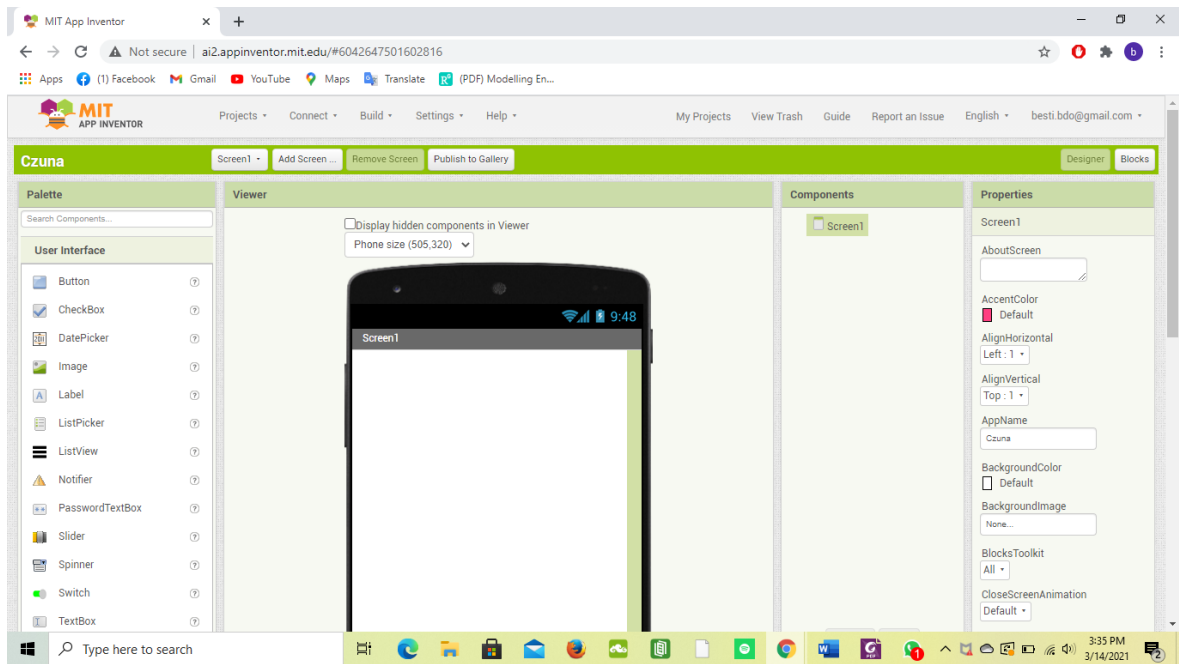 MIT App Inventor
Not secure | ai2.appinventor.mit.edu/#6042647501602816
b
Apps (1) Facebook Gmail YouTube Maps Translate (PDF) Modelling En...
MIT
APP INVENTOR
Projects Connect Build Settings Help My Projects View Trash Guide Report an Issue English besti.bdo@gmail.com
Czuna Screen1 Add Screen ... Remove Screen Publish to Gallery Designer Blocks
Palette Viewer Components Properties
Search Components...
User Interface
Button
CheckBox
DatePicker
Image
Label
ListPicker
ListView
Notifier
PasswordTextBox
Slider
Spinner
Switch
TextBox
Display hidden components in Viewer
Phone size (505,320)
9:48
Screen1
Screen1
Screen1
AboutScreen
AccentColor
Default
AlignHorizontal
Left : 1
AlignVertical
Top : 1
AppName
Czuna
BackgroundColor
Default
BackgroundImage
None...
BlocksToolkit
All
CloseScreenAnimation
Default
Type here to search
3:35 PM
3/14/2021
2